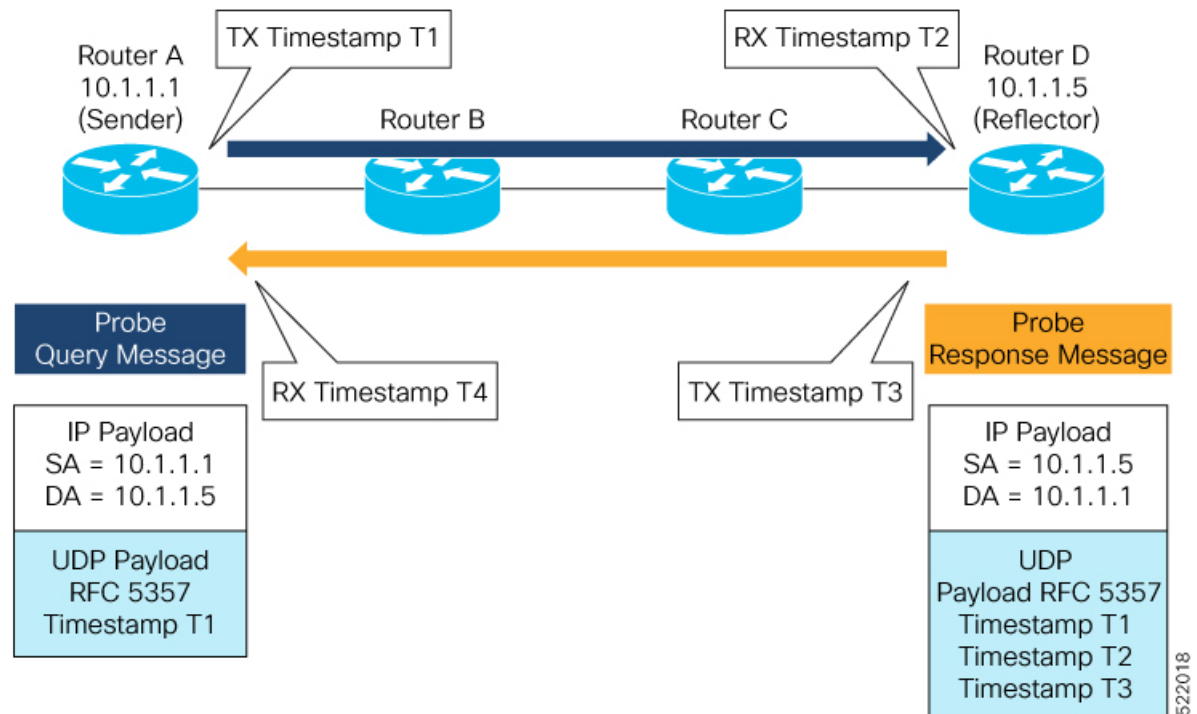 TX Timestamp T1
RX Timestamp T2
Router A
10.1.1.1
(Sender)
Router B
Router C
Router D
10.1.1.5
(Reflector)
Probe
Query Message
RX Timestamp T4
TX Timestamp T3
Probe
Response Message
IP Payload
SA = 10.1.1.1
DA = 10.1.1.5
UDP Payload
RFC 5357
Timestamp T1
IP Payload
SA = 10.1.1.5
DA = 10.1.1.1
UDP
Payload RFC 5357
Timestamp T1
Timestamp T2
Timestamp T3
522018